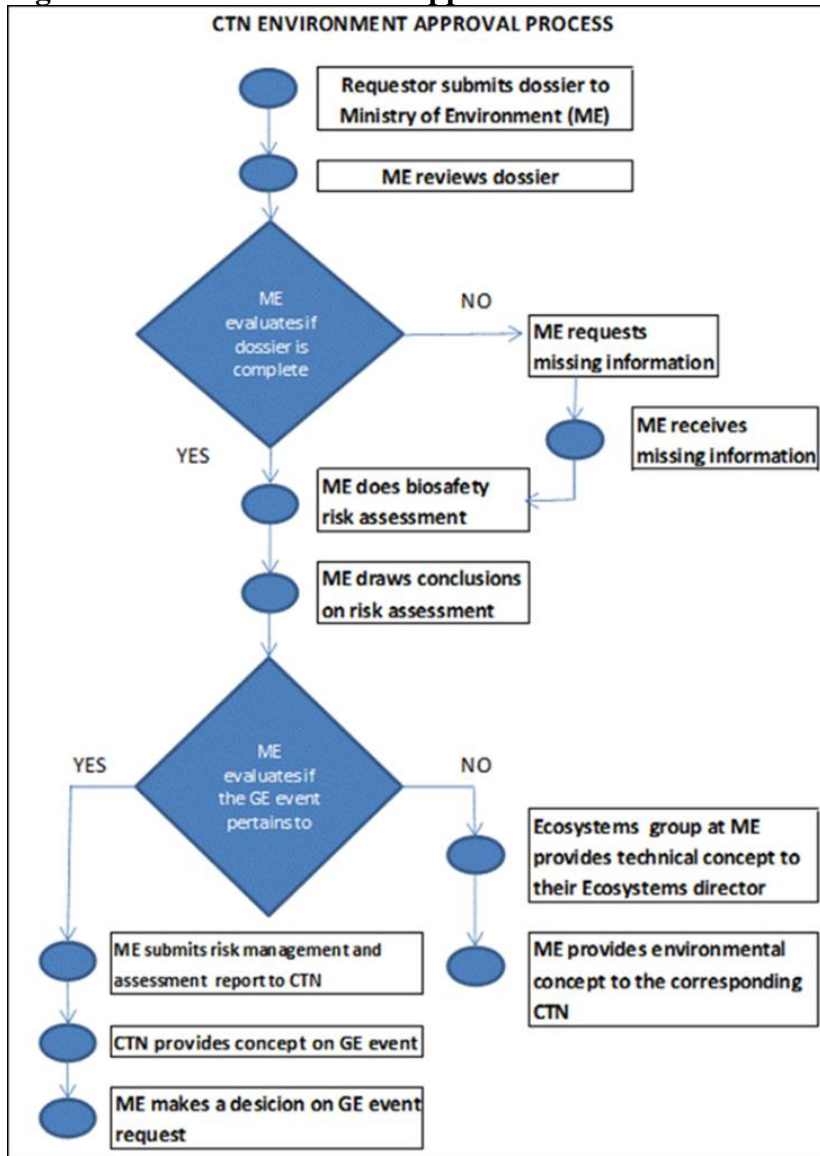 CTN ENVIRONMENT APPROVAL PROCESS
Requestor submits dossier to
Ministry of Environment (ME)
ME reviews dossier
ME
evaluates if
dossier is
complete
NO
ME requests
missing information
ME receives
missing information
YES
ME does biosafety
risk assessment
ME draws conclusions
on risk assessment
ME
evaluates if
the GE event
pertains to
YES
NO
Ecosystems group at ME
provides technical concept to
their Ecosystems director
ME provides environmental
concept to the corresponding
CTN
ME submits risk management and
assessment report to CTN
CTN provides concept on GE event
ME makes a desicion on GE event
request